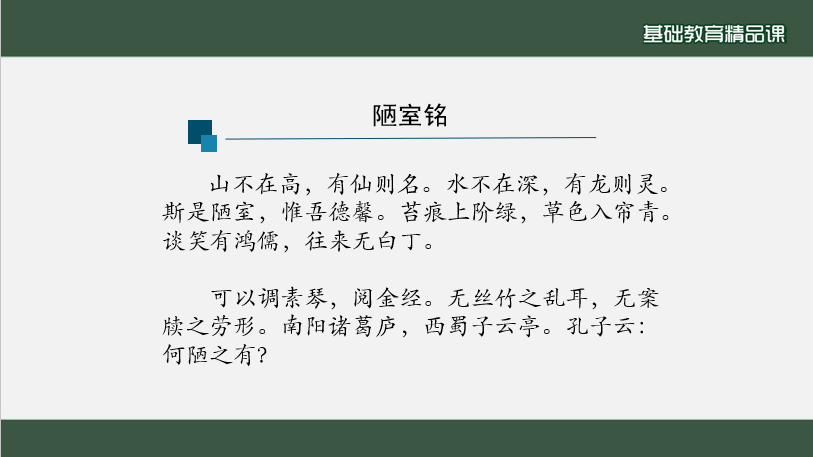 基础教育精品课
陋室铭
山不在高，有仙则名。水不在深，有龙则灵。
斯是陋室，惟吾德馨。苔痕上阶绿，草色入帘青。
谈笑有鸿儒，往来无白丁。
可以调素琴，阅金经。无丝竹之乱耳，无案
牍之劳形。南阳诸葛庐，西蜀子云亭。孔子云：
何陋之有？